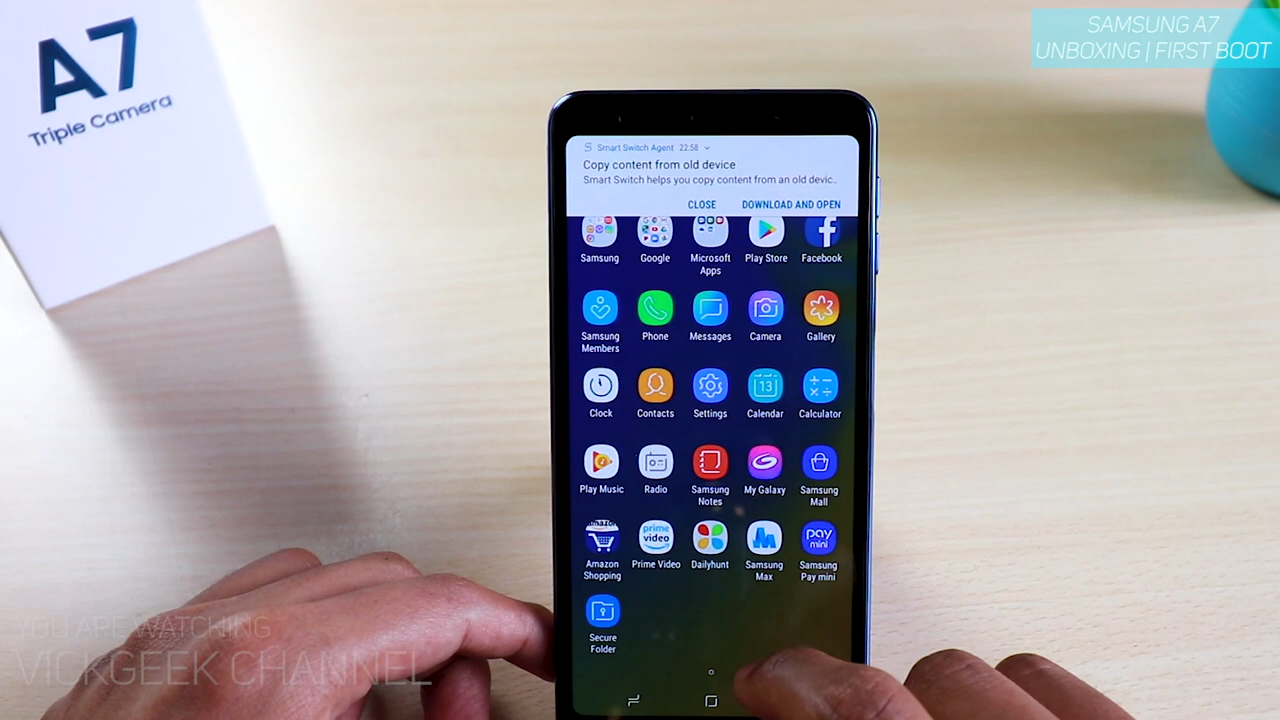 A7
Triple Camera
SAMSUNG A7
UNBOXING | FIRST BOOT
Smart Switch Agent 22:58
Copy content from old device
Smart Switch helps you copy content from an old devic..
CLOSE DOWNLOAD AND OPEN
Samsung Google Microsoft Apps Play Store Facebook
Samsung Members Phone Messages Camera Gallery
13
Clock Contacts Settings Calendar Calculator
Play Music Radio Samsung Notes My Galaxy Samsung Mall
amazon prime video pay mini
Amazon Shopping Prime Video Dailyhunt Samsung Max Samsung Pay mini
Secure Folder
YOU ARE WATCHING
VICKGEEK CHANNEL